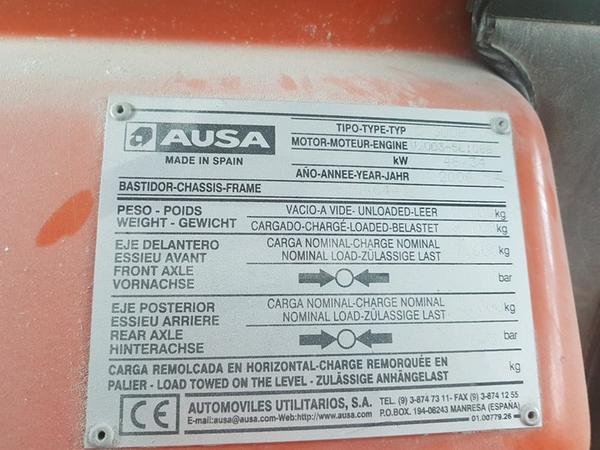 AUSA
MADE IN SPAIN
TIPO-TYPE-TYP
MOTOR-MOTEUR-ENGINE
kW
AÑO-ANNEE-YEAR-JAHR
BASTIDOR-CHASSIS-FRAME
PESO - POIDS
WEIGHT - GEWICHT
VACIO-A VIDE- UNLOADED-LEER kg
CARGADO-CHARGÉ-LOADED-BELASTET kg
EJE DELANTERO
ESSIEU AVANT
FRONT AXLE
VORNACHSE
CARGA NOMINAL-CHARGE NOMINAL
NOMINAL LOAD-ZÜLASSIGE LAST kg
bar
EJE POSTERIOR
ESSIEU ARRIERE
REAR AXLE
HINTERACHSE
CARGA NOMINAL-CHARGE NOMINAL
NOMINAL LOAD-ZÜLASSIGE LAST kg
bar
CARGA REMOLCADA EN HORIZONTAL-CHARGE REMORQUÉE EN
PALIER - LOAD TOWED ON THE LEVEL - ZULÄSSIGE ANHÄNGELAST kg
CE
AUTOMOVILES UTILITARIOS, S.A.
E-mail:ausa@ausa.com-Web:http://www.ausa.com
TEL. (9) 3-874 73 11- FAX (9) 3-874 12 55
P.O.BOX. 194-08243 MANRESA (ESPAÑA)
01.00779.26